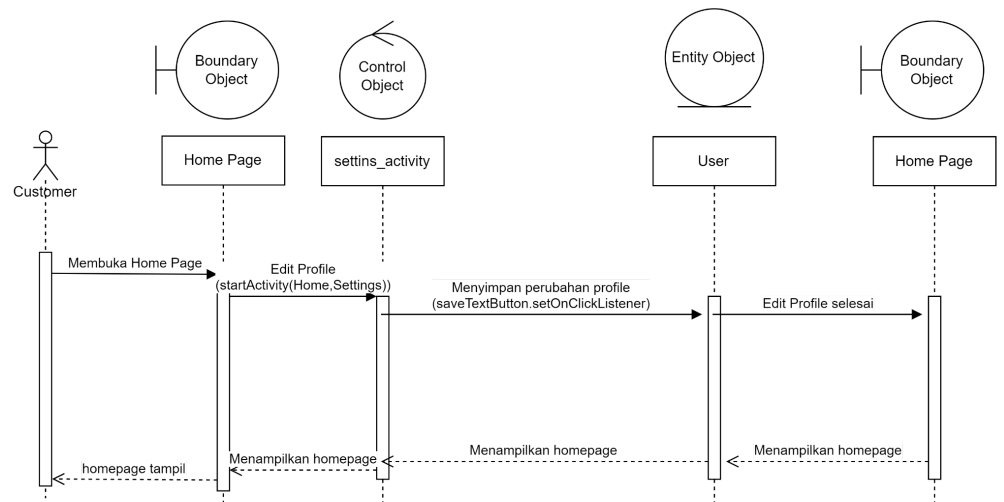 Boundary
Object
Control
Object
Entity Object
Boundary
Object
Home Page
settins_activity
User
Home Page
Customer
Membuka Home Page
Edit Profile
(startActivity(Home,Settings))
Menyimpan perubahan profile
(saveTextButton.setOnClickListener)
Edit Profile selesai
Menampilkan homepage
Menampilkan homepage
Menampilkan homepage
homepage tampil